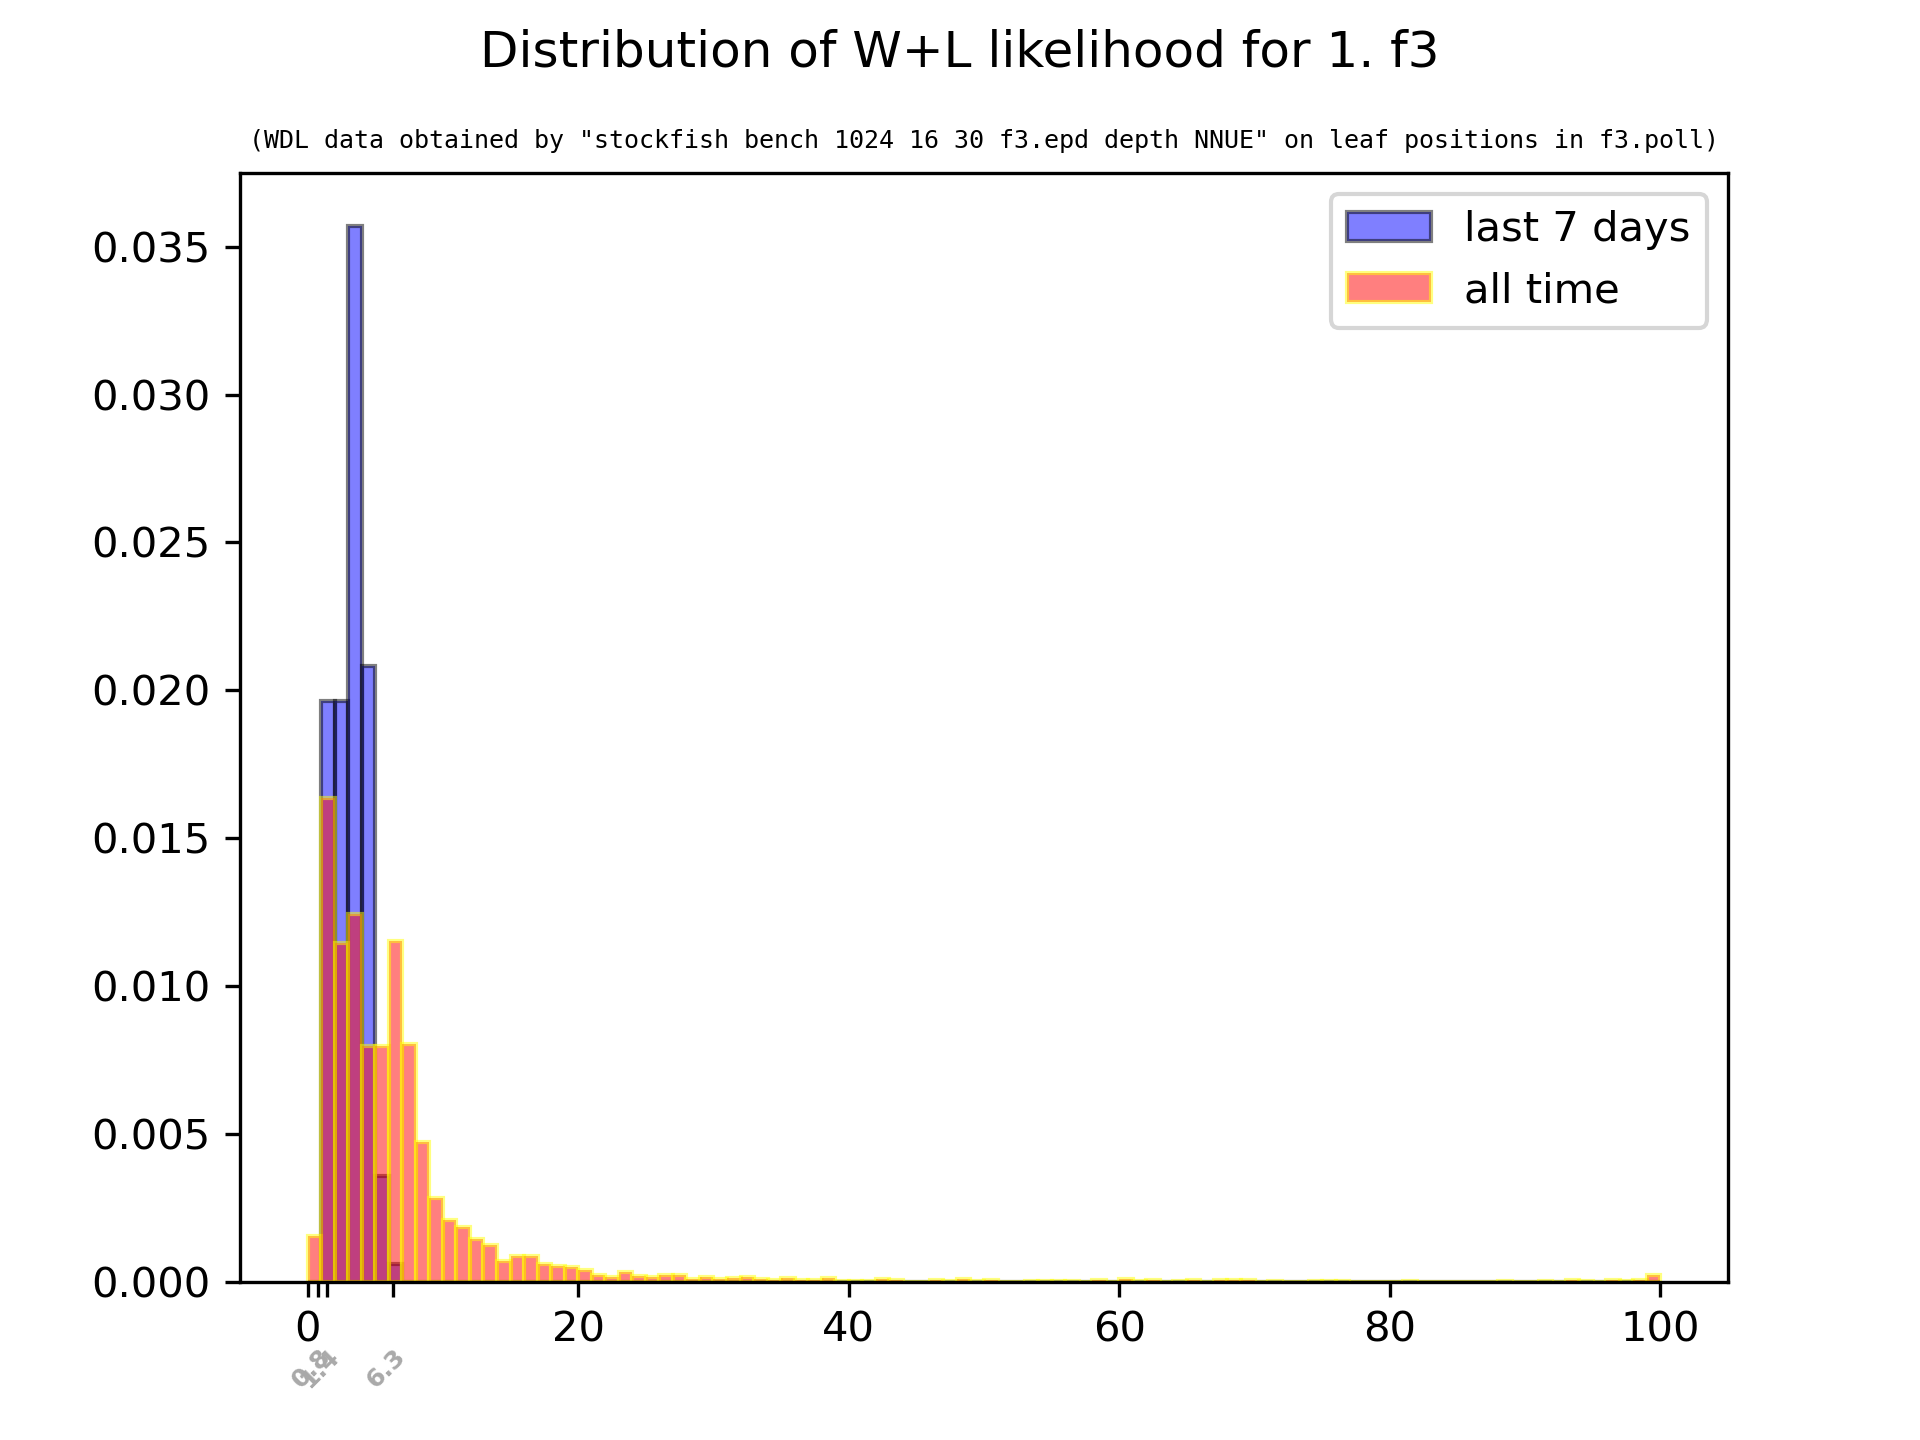 Distribution of W+L likelihood for 1. f3
(WDL data obtained by "stockfish bench 1024 16 30 f3.epd depth NNUE" on leaf positions in f3.poll)
last 7 days
all time
0.035
0.030
0.025
0.020
0.015
0.010
0.005
0.000
0 20 40 60 80 100
6.3